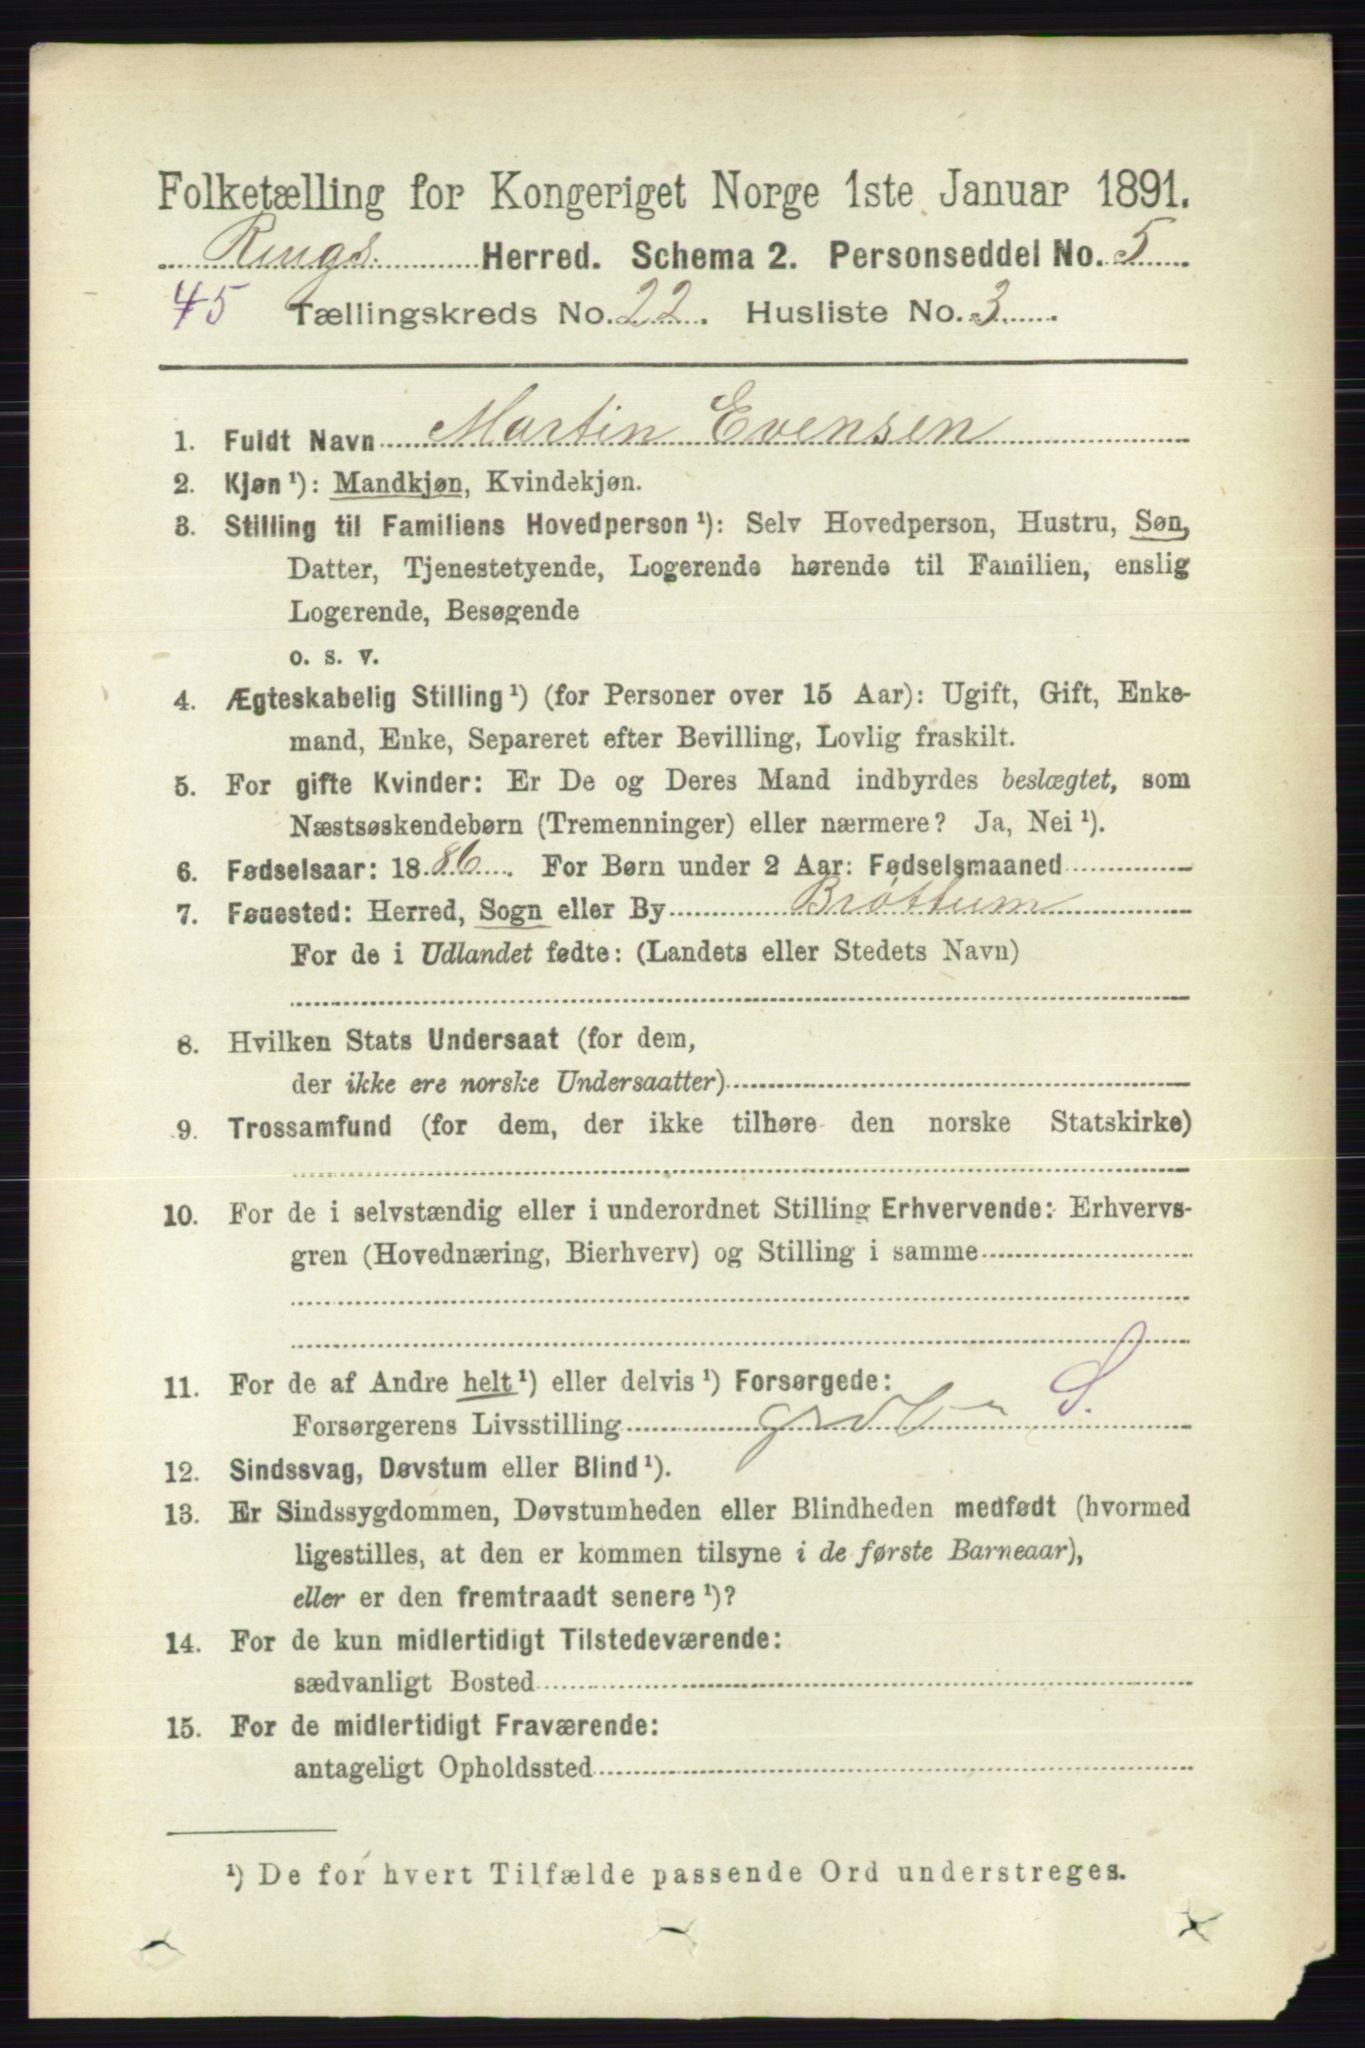 Folketælling for Kongeriget Norge 1ste Januar 1891.
Rings. Herred. Schema 2. Personseddel No. 5
45 Tællingskreds No. 22. Husliste No. 3
1. Fuldt Navn Martin Evensen
2. Kjøn ¹): Mandkjøn, Kvindekjøn.
3. Stilling til Familiens Hovedperson ¹): Selv Hovedperson, Hustru, Søn,
Datter, Tjenestetyende, Logerende hørende til Familien, enslig
Logerende, Besøgende
o. s. v.
4. Ægteskabelig Stilling ¹) (for Personer over 15 Aar): Ugift, Gift, Enke-
mand, Enke, Separeret efter Bevilling, Lovlig fraskilt.
5. For gifte Kvinder: Er De og Deres Mand indbyrdes beslægtet, som
Næstsøskendebørn (Tremenninger) eller nærmere? Ja, Nei ¹).
6. Fødselsaar: 1886. For Børn under 2 Aar: Fødselsmaaned
7. Føuested: Herred, Sogn eller By Brøttum
For de i Udlandet fødte: (Landets eller Stedets Navn)
8. Hvilken Stats Undersaat (for dem,
der ikke ere norske Undersaatter)
9. Trossamfund (for dem, der ikke tilhøre den norske Statskirke)
10. For de i selvstændig eller i underordnet Stilling Erhvervende: Erhvervs-
gren (Hovednæring, Bierhverv) og Stilling i samme
11. For de af Andre helt ¹) eller delvis ¹) Forsørgede:
Forsørgerens Livsstilling S.
12. Sindssvag, Døvstum eller Blind ¹).
13. Er Sindssygdommen, Døvstumheden eller Blindheden medfødt (hvormed
ligestilles, at den er kommen tilsyne i de første Barneaar),
eller er den fremtraadt senere ¹)?
14. For de kun midlertidigt Tilstedeværende:
sædvanligt Bosted
15. For de midlertidigt Fraværende:
antageligt Opholdssted
¹) De for hvert Tilfælde passende Ord understreges.